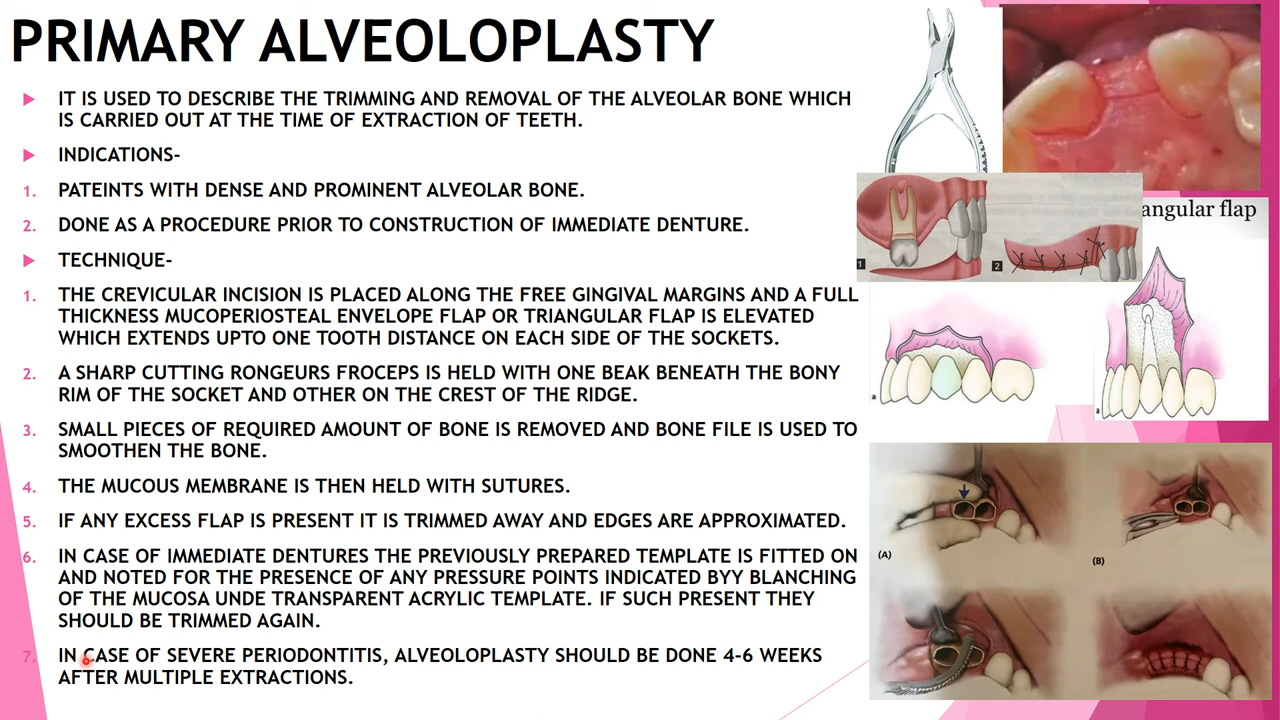 PRIMARY ALVEOLOPLASTY
IT IS USED TO DESCRIBE THE TRIMMING AND REMOVAL OF THE ALVEOLAR BONE WHICH
IS CARRIED OUT AT THE TIME OF EXTRACTION OF TEETH.
INDICATIONS-
1. PATEINTS WITH DENSE AND PROMINENT ALVEOLAR BONE.
2. DONE AS A PROCEDURE PRIOR TO CONSTRUCTION OF IMMEDIATE DENTURE.
TECHNIQUE-
1. THE CREVICULAR INCISION IS PLACED ALONG THE FREE GINGIVAL MARGINS AND A FULL
THICKNESS MUCOPERIOSTEAL ENVELOPE FLAP OR TRIANGULAR FLAP IS ELEVATED
WHICH EXTENDS UPTO ONE TOOTH DISTANCE ON EACH SIDE OF THE SOCKETS.
2. A SHARP CUTTING RONGEURS FROCEPS IS HELD WITH ONE BEAK BENEATH THE BONY
RIM OF THE SOCKET AND OTHER ON THE CREST OF THE RIDGE.
3. SMALL PIECES OF REQUIRED AMOUNT OF BONE IS REMOVED AND BONE FILE IS USED TO
SMOOTHEN THE BONE.
4. THE MUCOUS MEMBRANE IS THEN HELD WITH SUTURES.
5. IF ANY EXCESS FLAP IS PRESENT IT IS TRIMMED AWAY AND EDGES ARE APPROXIMATED.
6. IN CASE OF IMMEDIATE DENTURES THE PREVIOUSLY PREPARED TEMPLATE IS FITTED ON
AND NOTED FOR THE PRESENCE OF ANY PRESSURE POINTS INDICATED BYY BLANCHING
OF THE MUCOSA UNDE TRANSPARENT ACRYLIC TEMPLATE. IF SUCH PRESENT THEY
SHOULD BE TRIMMED AGAIN.
7. IN CASE OF SEVERE PERIODONTITIS, ALVEOLOPLASTY SHOULD BE DONE 4-6 WEEKS
AFTER MULTIPLE EXTRACTIONS.
angular flap
1
2
a
a
(A)
(B)